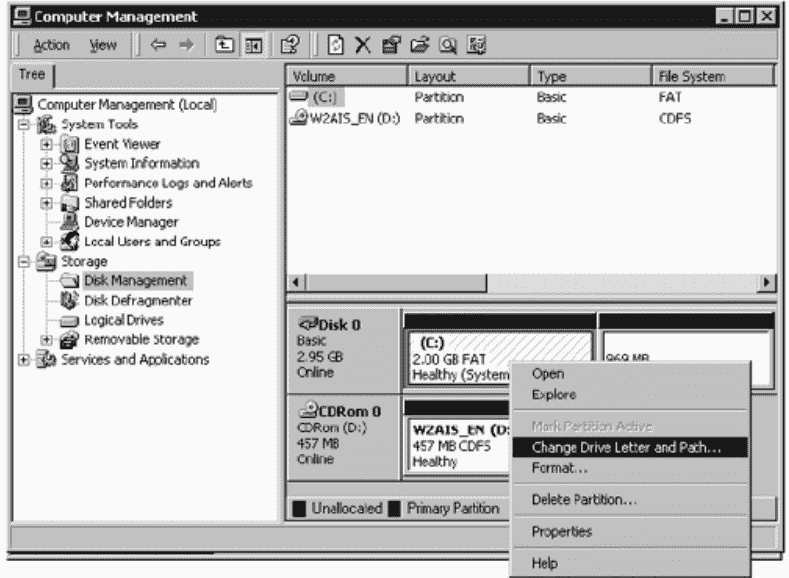 Computer Management
Action View
Tree
Computer Management (Local)
System Tools
Event Viewer
System Information
Performance Logs and Alerts
Shared Folders
Device Manager
Local Users and Groups
Storage
Disk Management
Disk Defragmenter
Logical Drives
Removable Storage
Services and Applications
Volume Layout Type File System
(C:) Partition Basic FAT
W2AIS_EN (D:) Partition Basic CDFS
Disk 0
Basic
2.95 GB
Online
(C:)
2.00 GB FAT
Healthy (System
969 MB
CDRom 0
CDRom (D:)
457 MB
Online
W2AIS_EN (D:
457 MB CDFS
Healthy
Unallocated Primary Partition
Open
Explore
Mark Partition Active
Change Drive Letter and Path...
Format...
Delete Partition...
Properties
Help